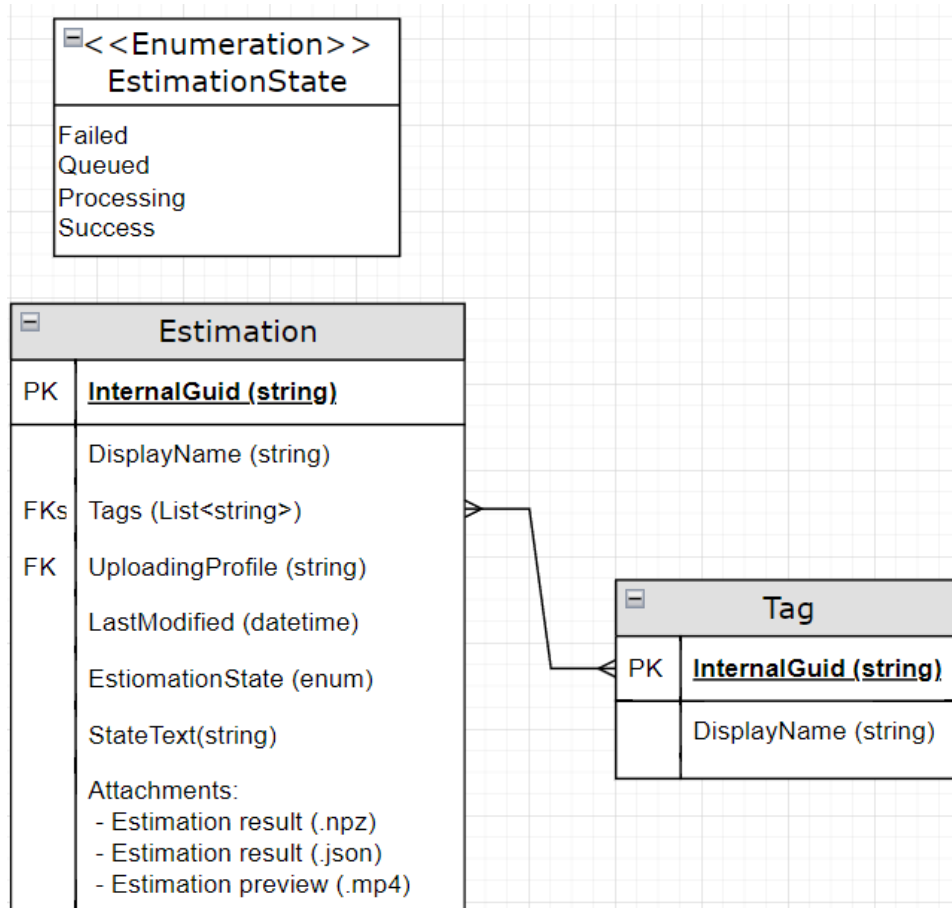 <<Enumeration>>
EstimationState
Failed
Queued
Processing
Success
Estimation
PK InternalGuid (string)
DisplayName (string)
FKs Tags (List<string>)
FK UploadingProfile (string)
LastModified (datetime)
EstiomationState (enum)
StateText(string)
Attachments:
- Estimation result (.npz)
- Estimation result (.json)
- Estimation preview (.mp4)
Tag
PK InternalGuid (string)
DisplayName (string)